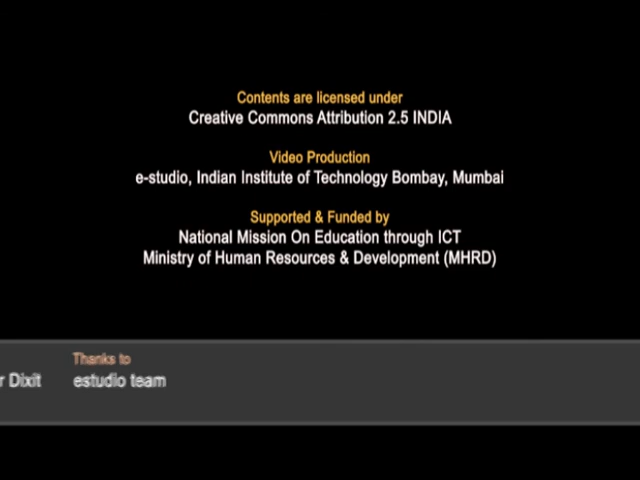 Contents are licensed under
Creative Commons Attribution 2.5 INDIA
Video Production
e-studio, Indian Institute of Technology Bombay, Mumbai
Supported & Funded by
National Mission On Education through ICT
Ministry of Human Resources & Development (MHRD)
Thanks to
r Dixit estudio team